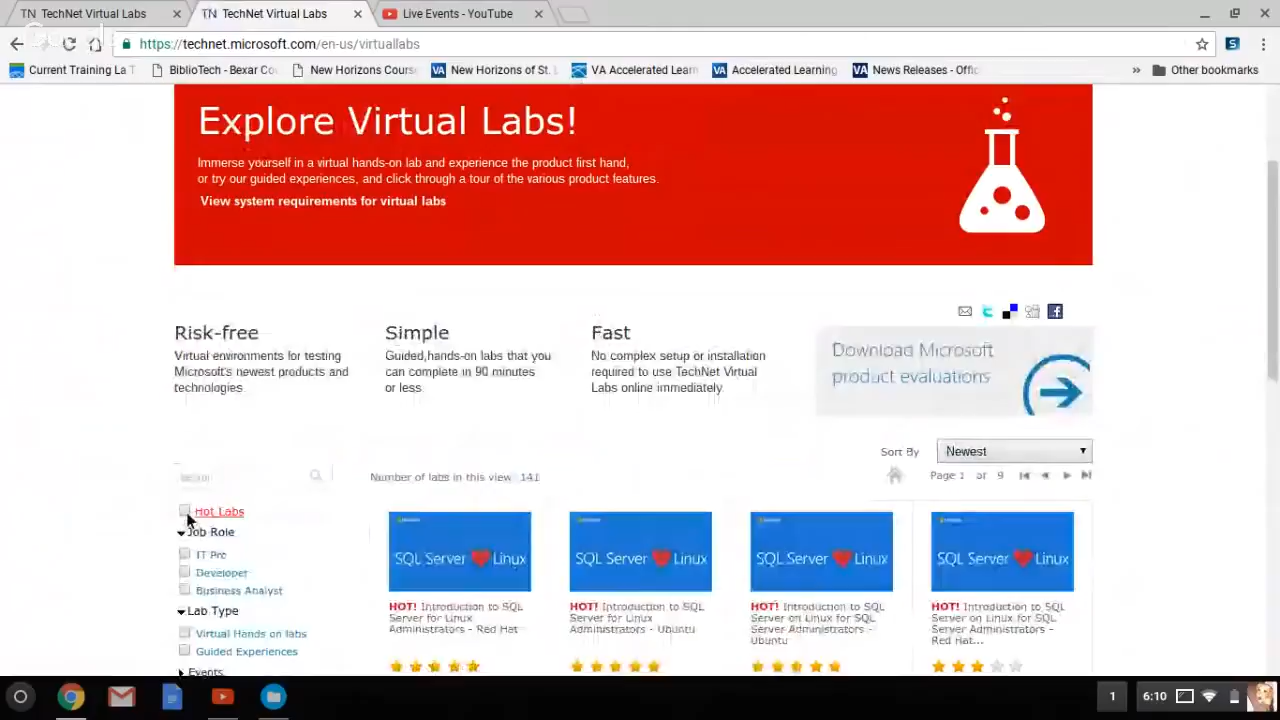 TN TechNet Virtual Labs
TN TechNet Virtual Labs
Live Events - YouTube
https://technet.microsoft.com/en-us/virtuallabs
Current Training La T
BiblioTech - Bexar Co
New Horizons Course
VA New Horizons of St. L
VA Accelerated Learn
VA Accelerated Learning
VA News Releases - Offic
» Other bookmarks
Explore Virtual Labs!
Immerse yourself in a virtual hands-on lab and experience the product first hand,
or try our guided experiences, and click through a tour of the various product features.
View system requirements for virtual labs
Risk-free
Virtual environments for testing
Microsoft's newest products and
technologies.
Simple
Guided,hands-on labs that you
can complete in 90 minutes
or less.
Fast
No complex setup or installation
required to use TechNet Virtual
Labs online immediately.
Download Microsoft
product evaluations
Sort By Newest
Number of labs in this view: 141
Page 1 of 9
Hot Labs
Job Role
IT Pro
Developer
Business Analyst
Lab Type
Virtual Hands on labs
Guided Experiences
Events
SQL Server Linux
HOT! Introduction to SQL
Server for Linux
Administrators - Red Hat
SQL Server Linux
HOT! Introduction to SQL
Server for Linux
Administrators - Ubuntu
SQL Server Linux
HOT! Introduction to SQL
Server on Linux for SQL
Server Administrators -
Ubuntu
SQL Server Linux
HOT! Introduction to SQL
Server on Linux for SQL
Server Administrators -
Red Hat...
1
6:10